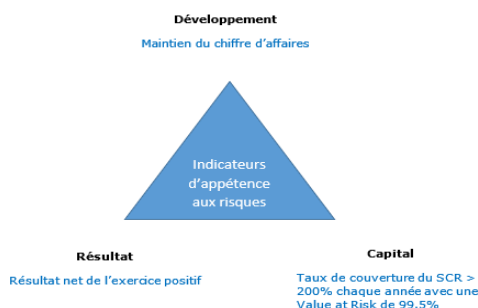 Développement
Maintien du chiffre d'affaires
Indicateurs
d'appétence
aux risques
Résultat
Résultat net de l'exercice positif
Capital
Taux de couverture du SCR >
200% chaque année avec une
Value at Risk de 99.5%